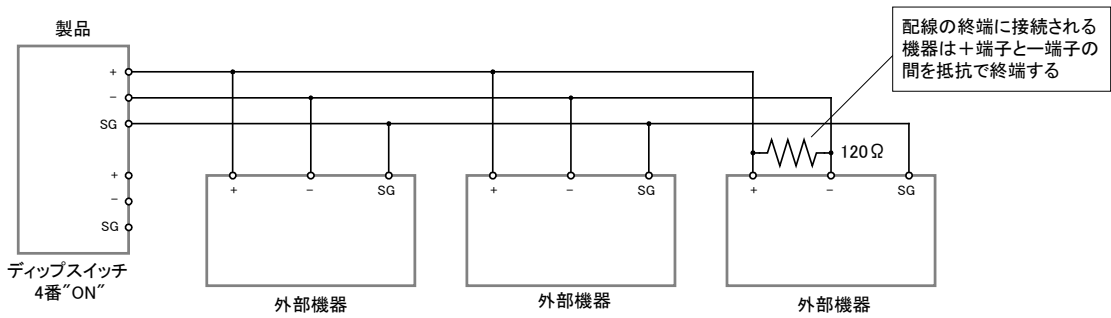 製品
配線の終端に接続される
機器は+端子と−端子の
間を抵抗で終端する
+
−
SG
+
−
SG
120Ω
+
−
SG
+
−
SG
+
−
SG
ディップスイッチ
4番"ON"
外部機器
外部機器
外部機器